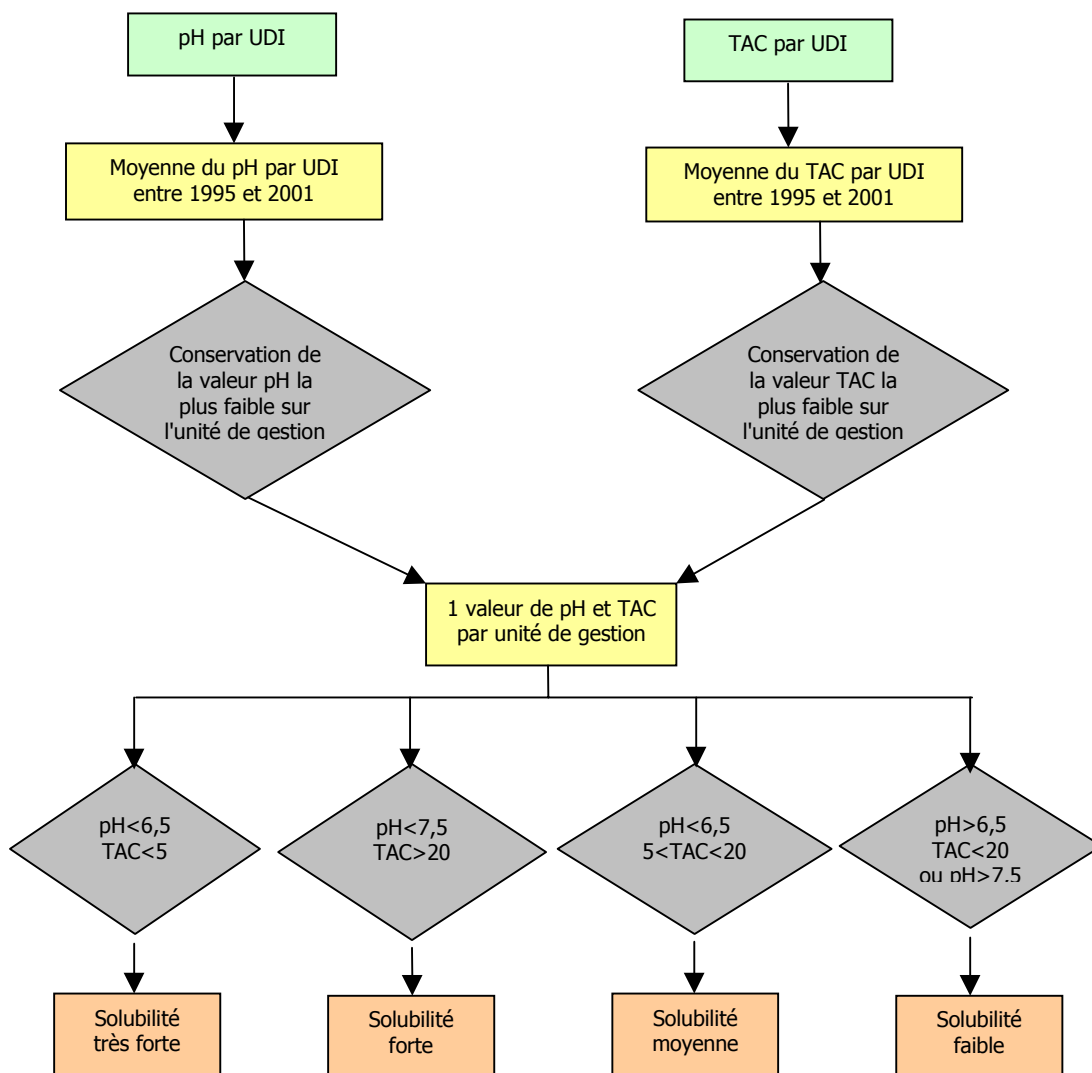 pH par UDI
TAC par UDI
Moyenne du pH par UDI
entre 1995 et 2001
Moyenne du TAC par UDI
entre 1995 et 2001
Conservation de
la valeur pH la
plus faible sur
l'unité de gestion
Conservation de
la valeur TAC la
plus faible sur
l'unité de gestion
1 valeur de pH et TAC
par unité de gestion
pH<6,5
TAC<5
pH<7,5
TAC>20
pH<6,5
5<TAC<20
pH>6,5
TAC<20
ou pH>7,5
Solubilité
très forte
Solubilité
forte
Solubilité
moyenne
Solubilité
faible